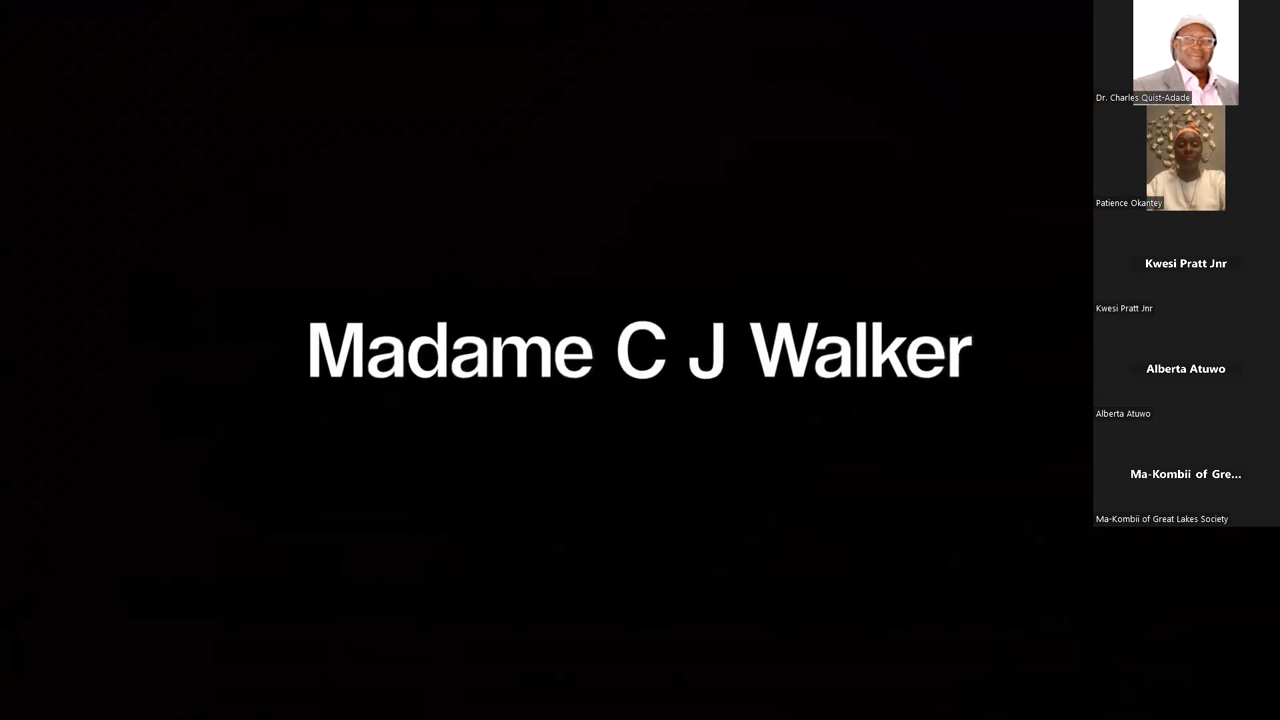 Madame C J Walker
Dr. Charles Quist-Adade
Patience Okantey
Kwesi Pratt Jnr
Kwesi Pratt Jnr
Alberta Atuwo
Alberta Atuwo
Ma-Kombii of Gre...
Ma-Kombii of Great Lakes Society